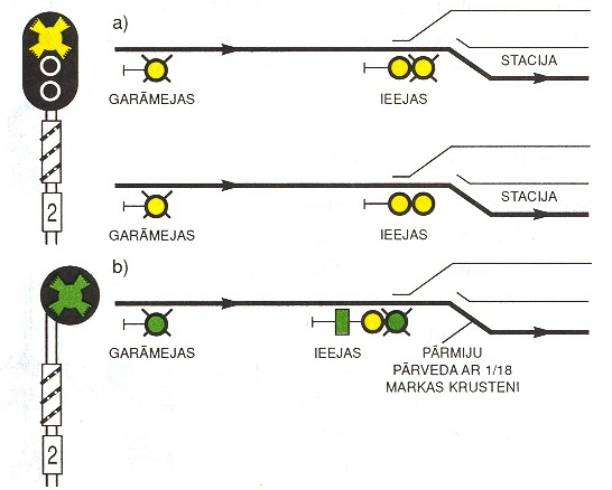 a)
STACIJA
GARĀMEJAS
IEEJAS
2
STACIJA
GARĀMEJAS
IEEJAS
b)
GARĀMEJAS
IEEJAS
PĀRMIJU
PĀRVEDA AR 1/18
MARKAS KRUSTENI
2